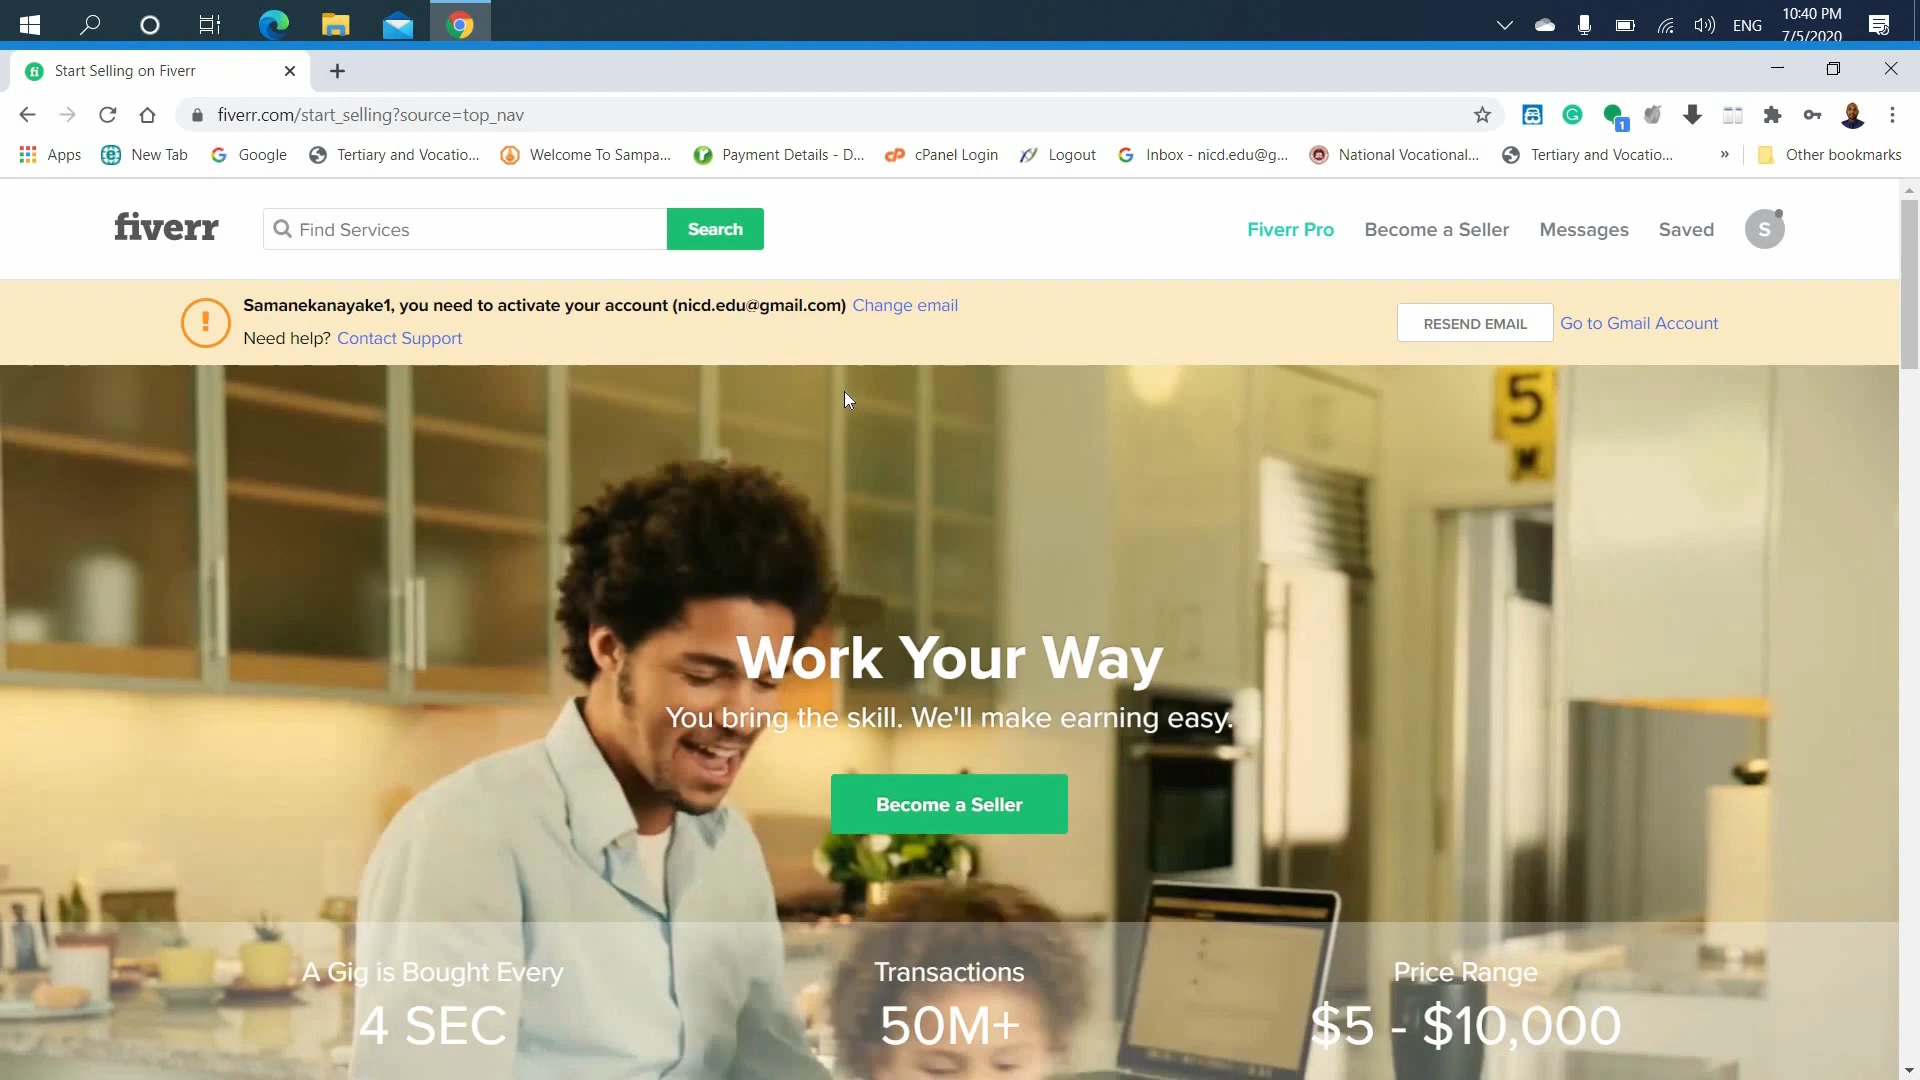 ENG
10:40 PM
7/5/2020
Start Selling on Fiverr
fiverr.com/start_selling?source=top_nav
1
Apps
New Tab
Google
Tertiary and Vocatio...
Welcome To Sampa...
Payment Details - D...
cPanel Login
Logout
Inbox - nicd.edu@g...
National Vocational...
Tertiary and Vocatio...
»
Other bookmarks
fiverr
Find Services
Search
Fiverr Pro
Become a Seller
Messages
Saved
S
Samanekanayake1, you need to activate your account (nicd.edu@gmail.com) Change email
Need help? Contact Support
RESEND EMAIL
Go to Gmail Account
5
Work Your Way
You bring the skill. We'll make earning easy.
Become a Seller
A Gig is Bought Every
4 SEC
Transactions
50M+
Price Range
$5 - $10,000